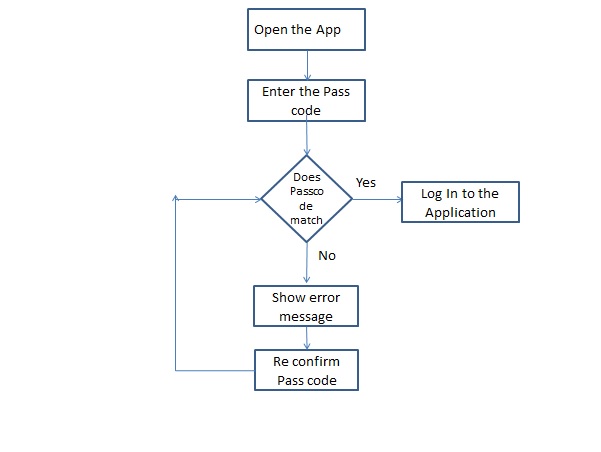 Open the App
Enter the Pass
code
Does
Passco
de
match
Yes
Log In to the
Application
No
Show error
message
Re confirm
Pass code